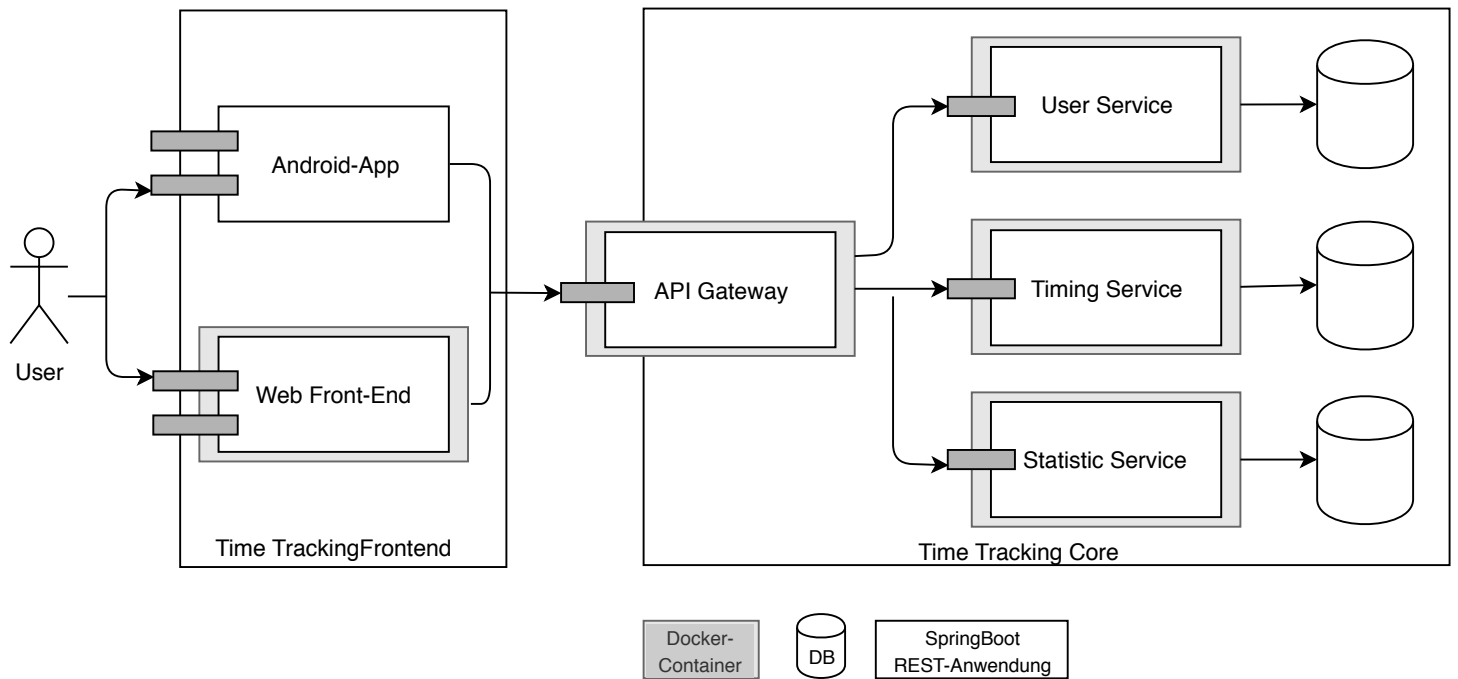 User
Android-App
Web Front-End
Time TrackingFrontend
API Gateway
User Service
Timing Service
Statistic Service
Time Tracking Core
Docker-
Container
DB
SpringBoot
REST-Anwendung